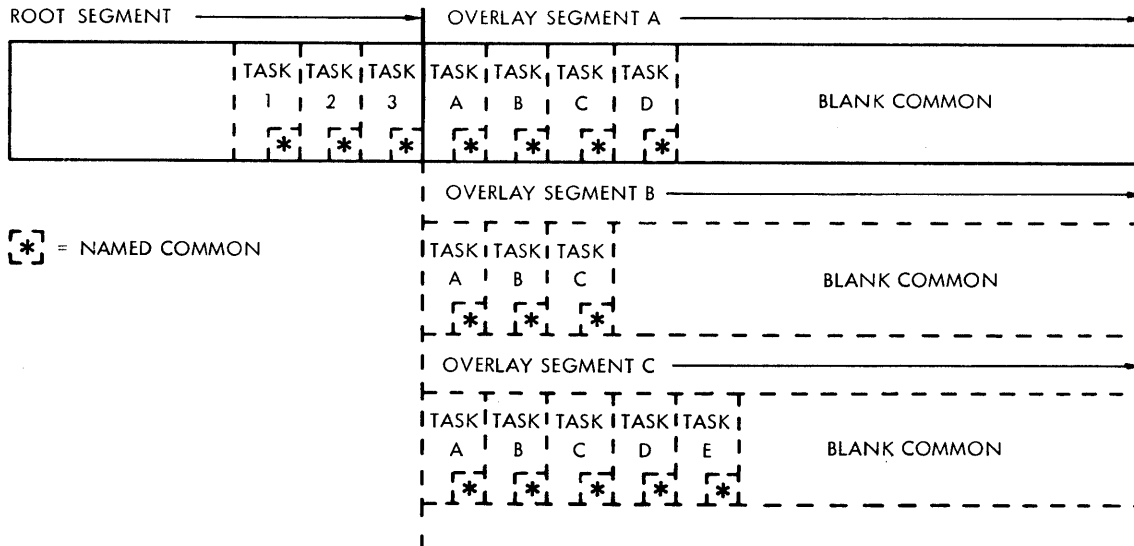 ROOT SEGMENT OVERLAY SEGMENT A
TASK TASK TASK TASK TASK TASK TASK
1 2 3 A B C D BLANK COMMON
* * * * * * *
OVERLAY SEGMENT B
* = NAMED COMMON
TASK TASK TASK
A B C BLANK COMMON
* * *
OVERLAY SEGMENT C
TASK TASK TASK TASK TASK
A B C D E BLANK COMMON
* * * * *